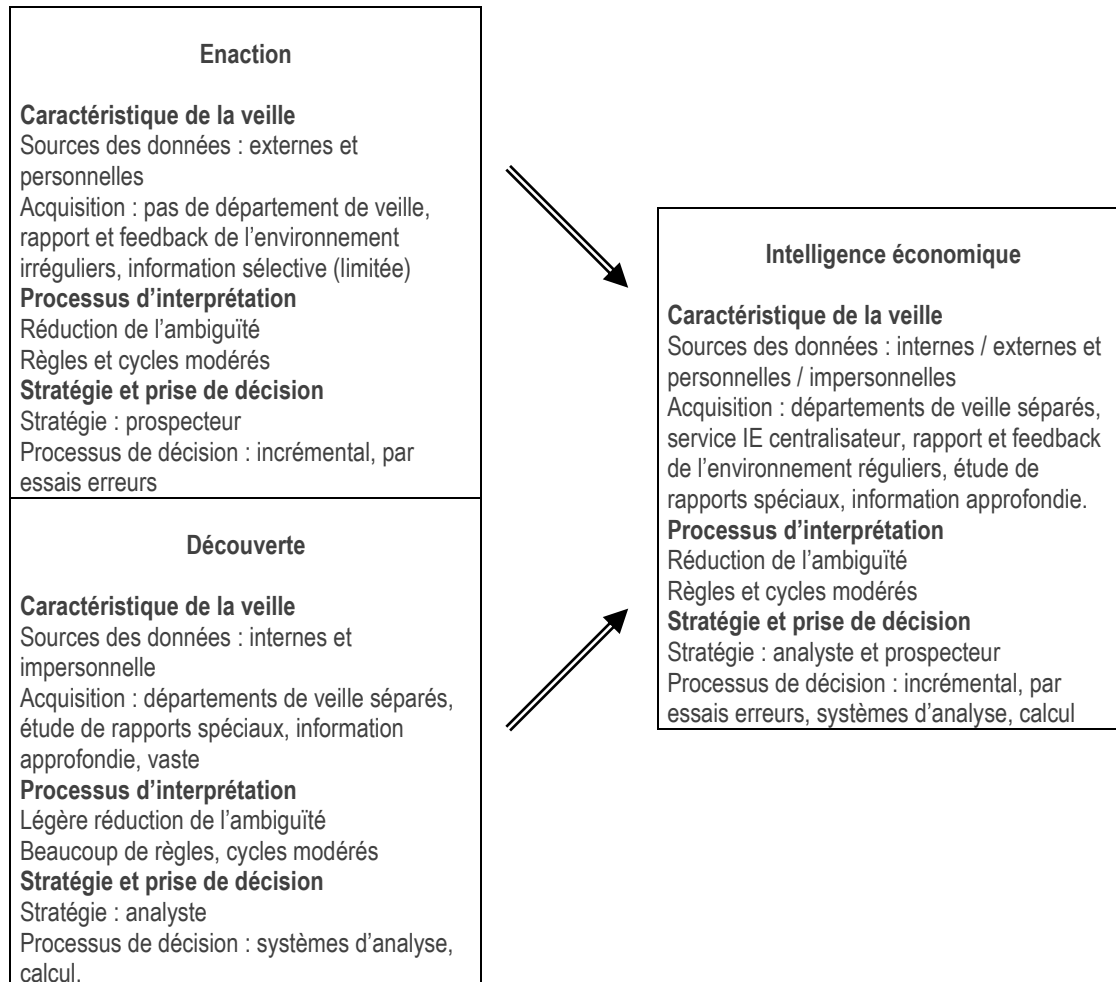 Enaction
Caractéristique de la veille
Sources des données : externes et
personnelles
Acquisition : pas de département de veille,
rapport et feedback de l’environnement
irréguliers, information sélective (limitée)
Processus d’interprétation
Réduction de l’ambiguïté
Règles et cycles modérés
Stratégie et prise de décision
Stratégie : prospecteur
Processus de décision : incrémental, par
essais erreurs
Découverte
Caractéristique de la veille
Sources des données : internes et
impersonnelle
Acquisition : départements de veille séparés,
étude de rapports spéciaux, information
approfondie, vaste
Processus d’interprétation
Légère réduction de l’ambiguïté
Beaucoup de règles, cycles modérés
Stratégie et prise de décision
Stratégie : analyste
Processus de décision : systèmes d’analyse,
calcul.
Intelligence économique
Caractéristique de la veille
Sources des données : internes / externes et
personnelles / impersonnelles
Acquisition : départements de veille séparés,
service IE centralisateur, rapport et feedback
de l’environnement réguliers, étude de
rapports spéciaux, information approfondie.
Processus d’interprétation
Réduction de l’ambiguïté
Règles et cycles modérés
Stratégie et prise de décision
Stratégie : analyste et prospecteur
Processus de décision : incrémental, par
essais erreurs, systèmes d’analyse, calcul